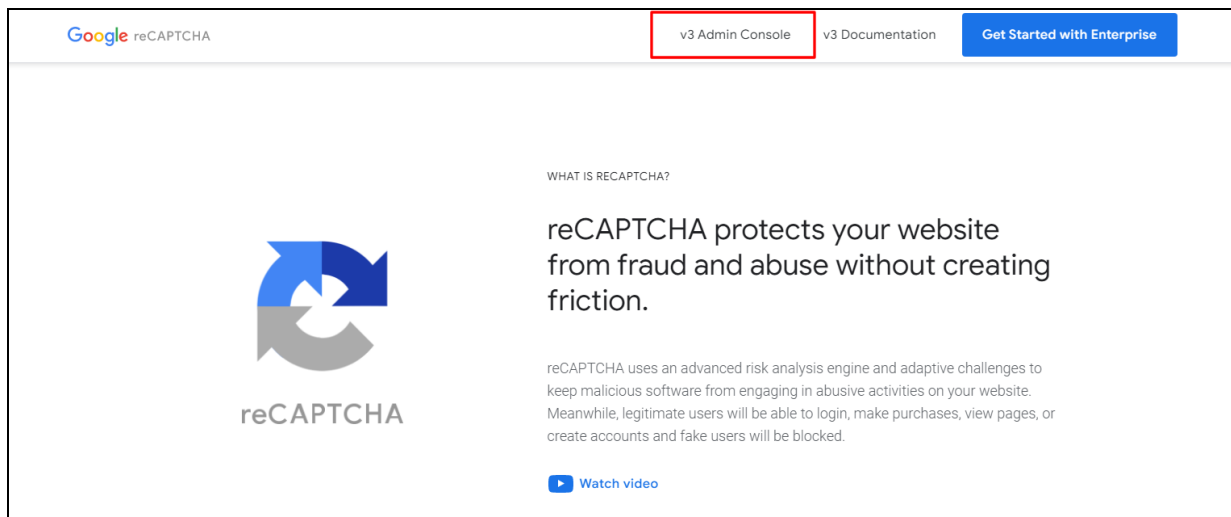 Google reCAPTCHA
v3 Admin Console
v3 Documentation
Get Started with Enterprise
WHAT IS RECAPTCHA?
reCAPTCHA protects your website
from fraud and abuse without creating
friction.
reCAPTCHA uses an advanced risk analysis engine and adaptive challenges to
keep malicious software from engaging in abusive activities on your website.
Meanwhile, legitimate users will be able to login, make purchases, view pages, or
create accounts and fake users will be blocked.
Watch video
reCAPTCHA